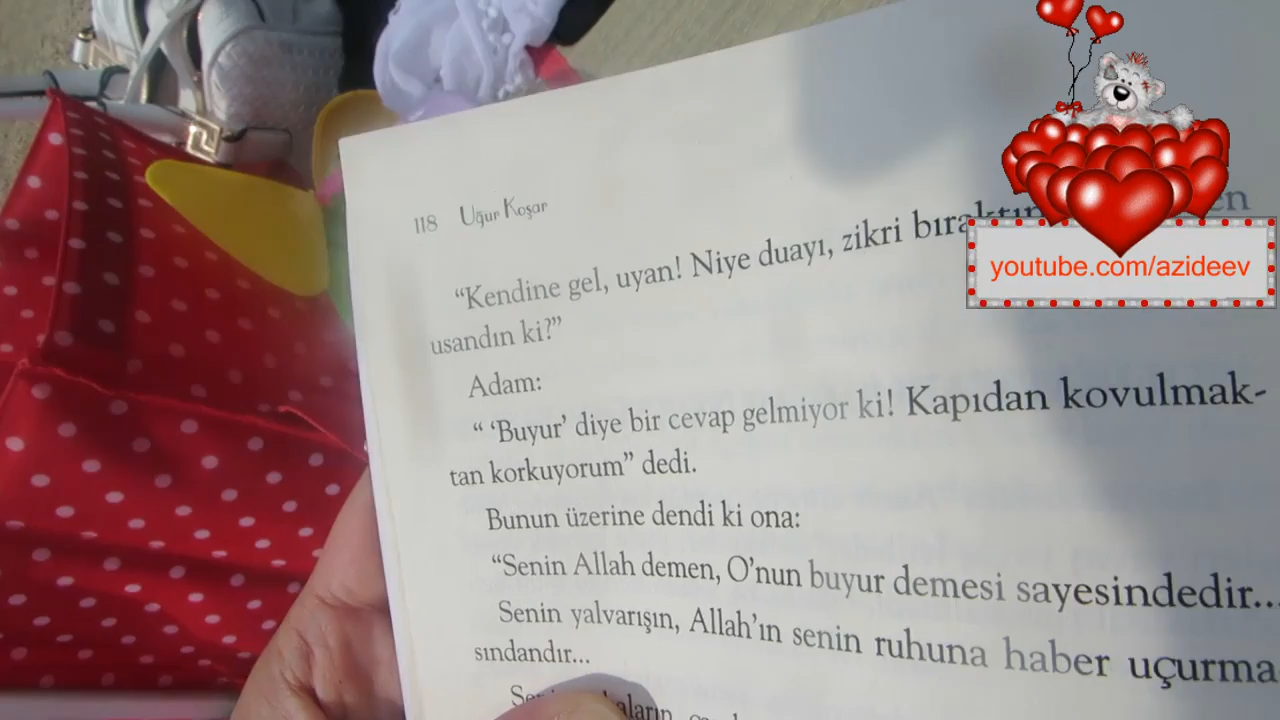 118 Uğur Koşar
"Kendine gel, uyan! Niye duayı, zikri
usandın ki?"
Adam:
" 'Buyur' diye bir cevap gelmiyor ki! Kapıdan kovulmak-
tan korkuyorum" dedi.
Bunun üzerine dendi ki ona:
"Senin Allah demen, O'nun buyur demesi sayesindedir...
Senin yalvarışın, Allah'ın senin ruhuna haber uçurma
sındandır...
youtube.com/azideev